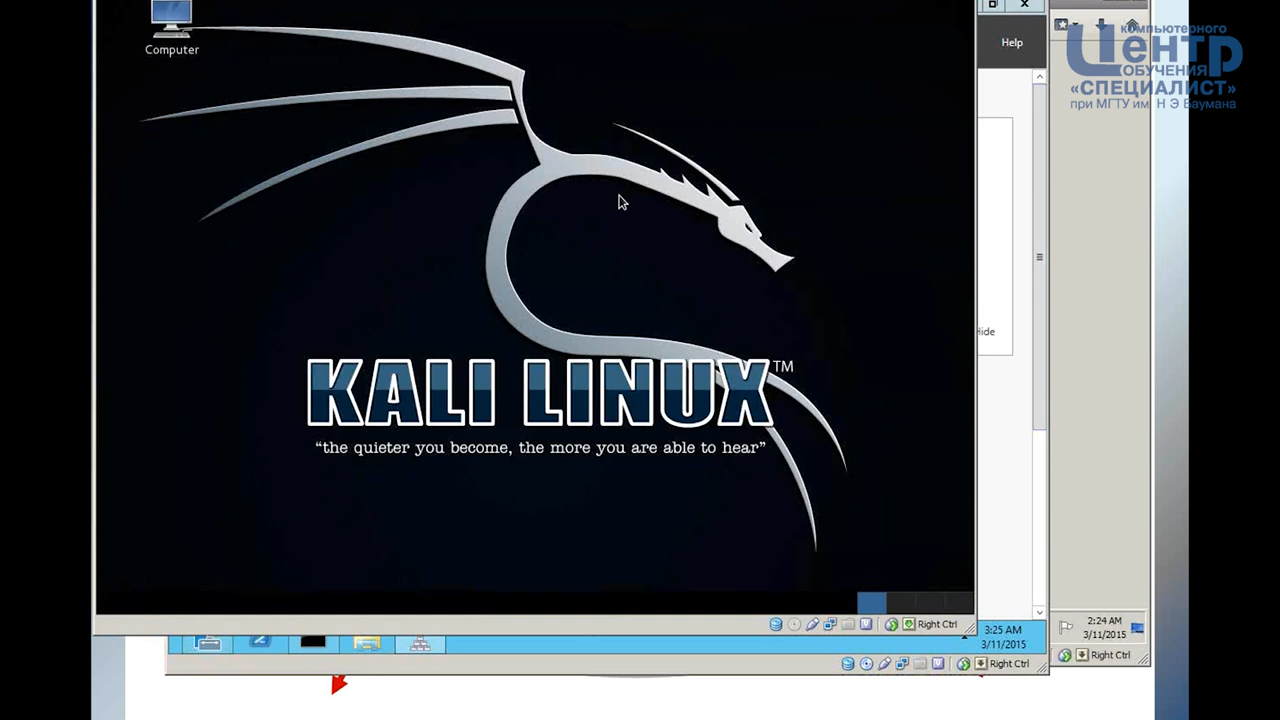 Computer
Help
компьютерного
Центр
ОБУЧЕНИЯ
«СПЕЦИАЛИСТ»
при МГТУ им. Н Э Баумана
Hide
KALI LINUX TM
“the quieter you become, the more you are able to hear”
Right Ctrl
3:25 AM
3/11/2015
2:24 AM
3/11/2015
Right Ctrl
Right Ctrl